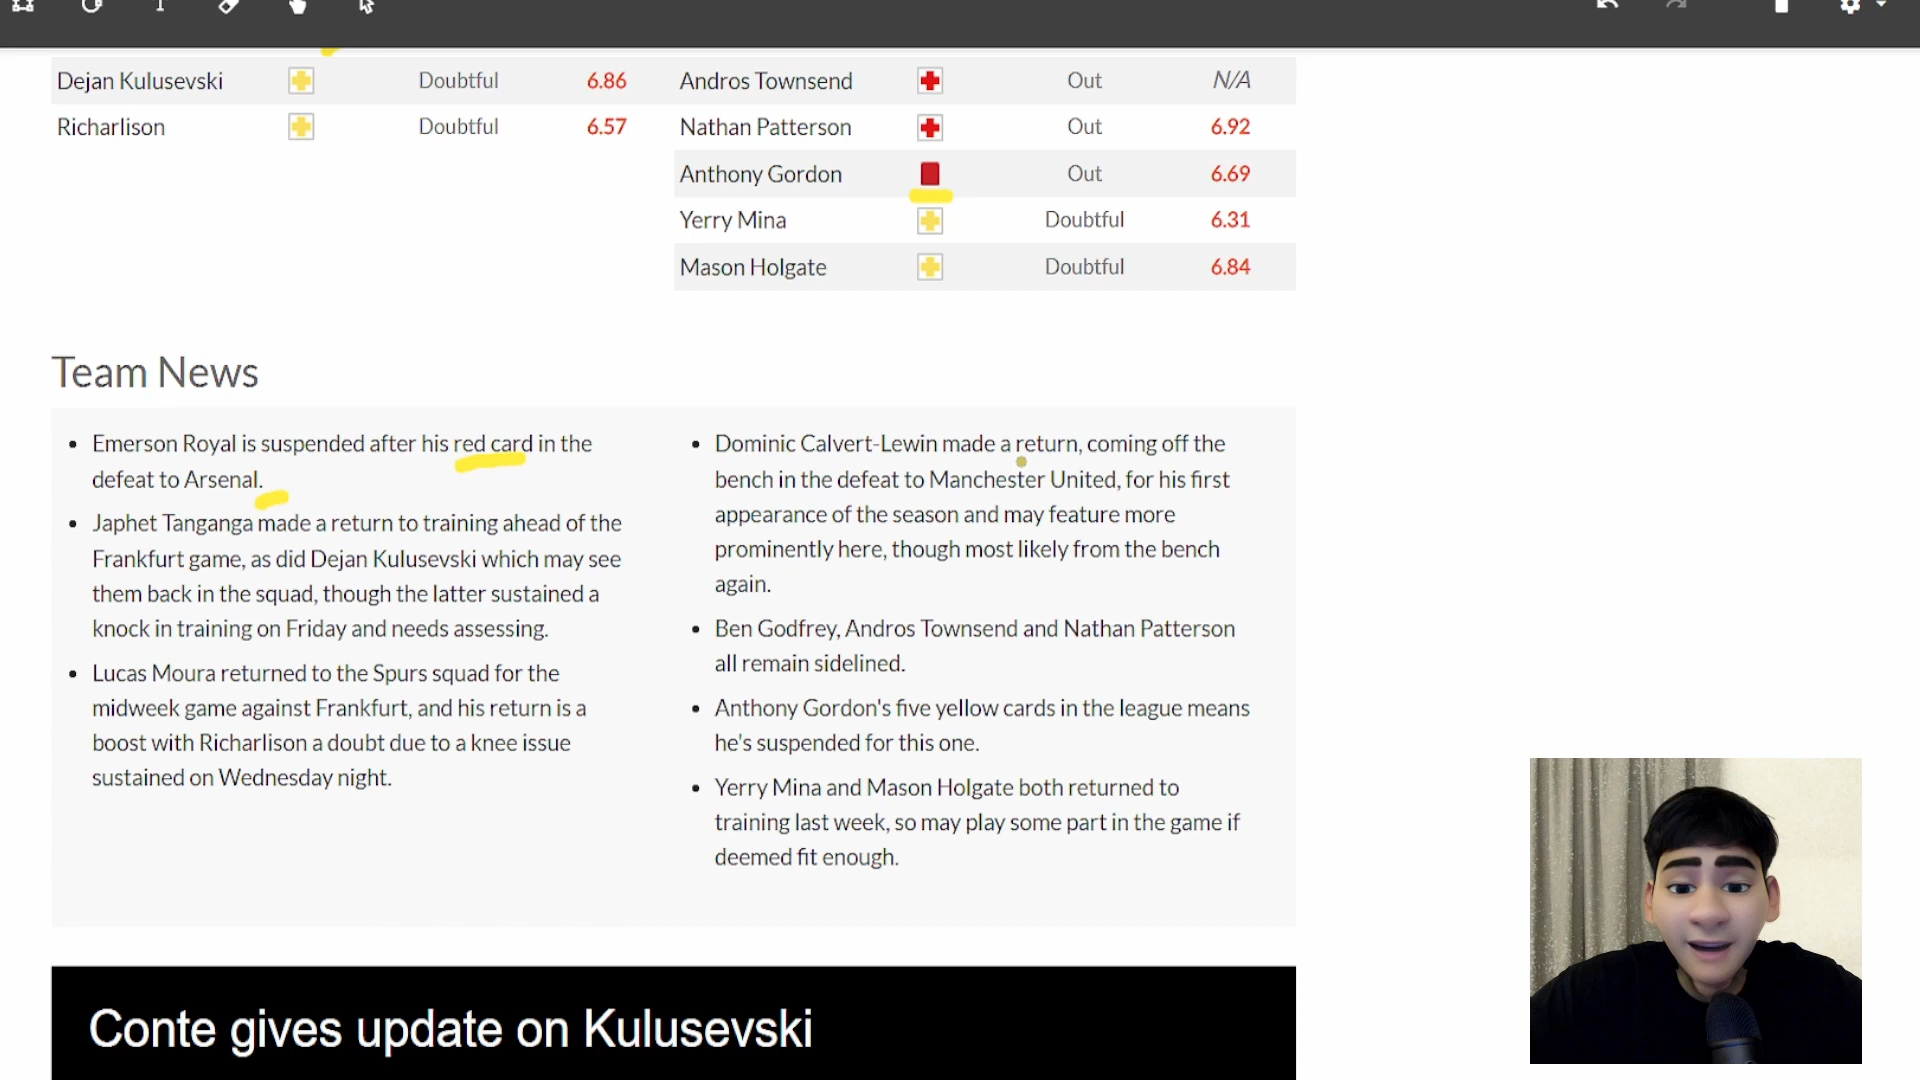 Dejan Kulusevski Doubtful 6.86 Andros Townsend Out N/A
Richarlison Doubtful 6.57 Nathan Patterson Out 6.92
Anthony Gordon Out 6.69
Yerry Mina Doubtful 6.31
Mason Holgate Doubtful 6.84
Team News
Emerson Royal is suspended after his red card in the
defeat to Arsenal.
Japhet Tanganga made a return to training ahead of the
Frankfurt game, as did Dejan Kulusevski which may see
them back in the squad, though the latter sustained a
knock in training on Friday and needs assessing.
Lucas Moura returned to the Spurs squad for the
midweek game against Frankfurt, and his return is a
boost with Richarlison a doubt due to a knee issue
sustained on Wednesday night.
Dominic Calvert-Lewin made a return, coming off the
bench in the defeat to Manchester United, for his first
appearance of the season and may feature more
prominently here, though most likely from the bench
again.
Ben Godfrey, Andros Townsend and Nathan Patterson
all remain sidelined.
Anthony Gordon's five yellow cards in the league means
he's suspended for this one.
Yerry Mina and Mason Holgate both returned to
training last week, so may play some part in the game if
deemed fit enough.
Conte gives update on Kulusevski